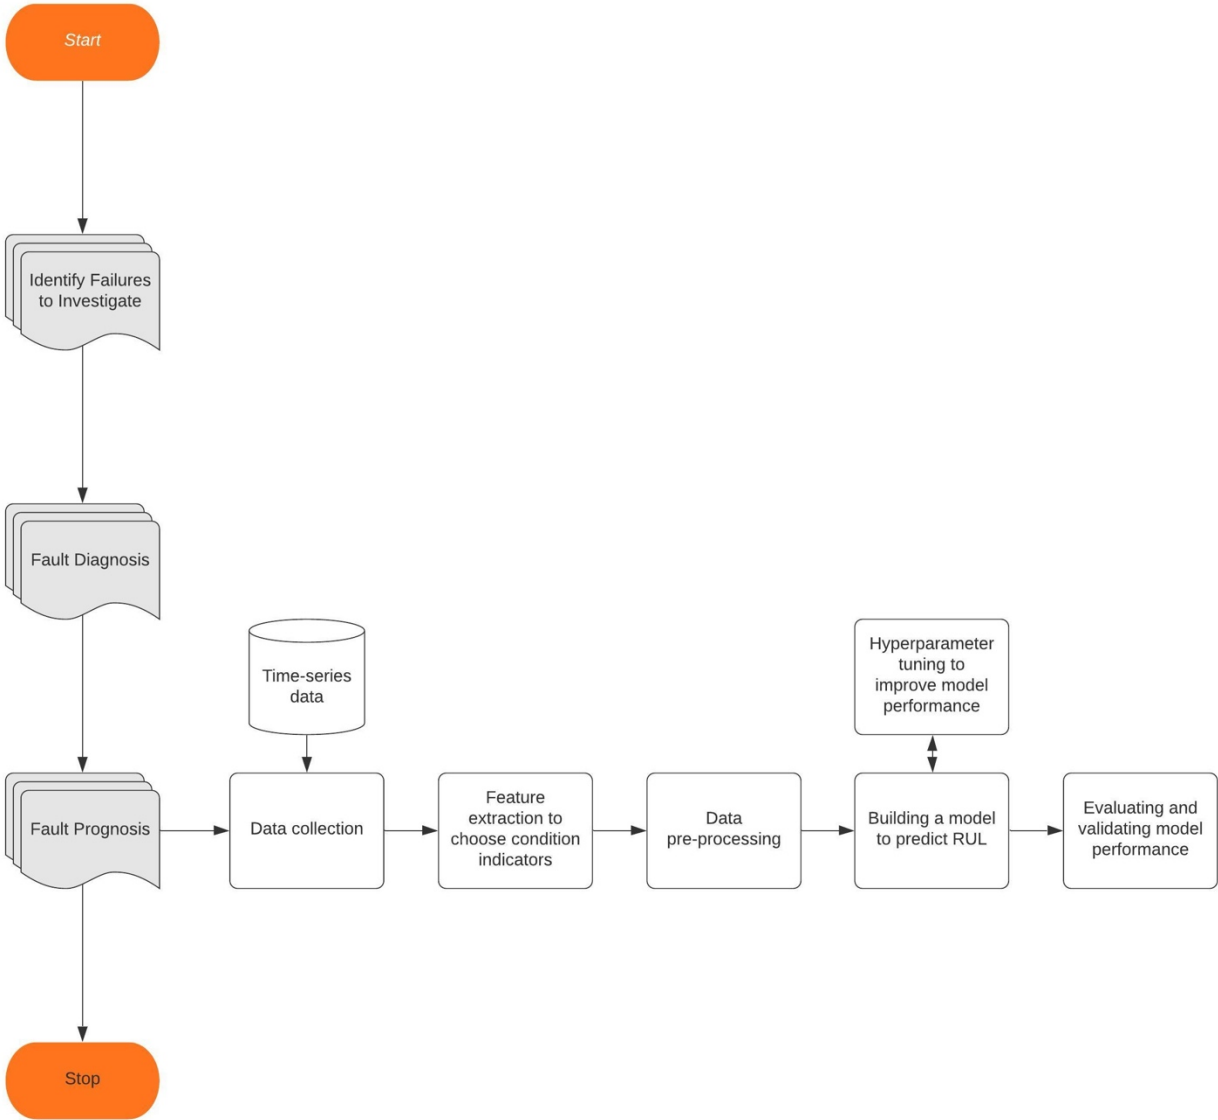 Start
Identify Failures
to Investigate
Fault Diagnosis
Time-series
data
Hyperparameter
tuning to
improve model
performance
Fault Prognosis
Data collection
Feature
extraction to
choose condition
indicators
Data
pre-processing
Building a model
to predict RUL
Evaluating and
validating model
performance
Stop